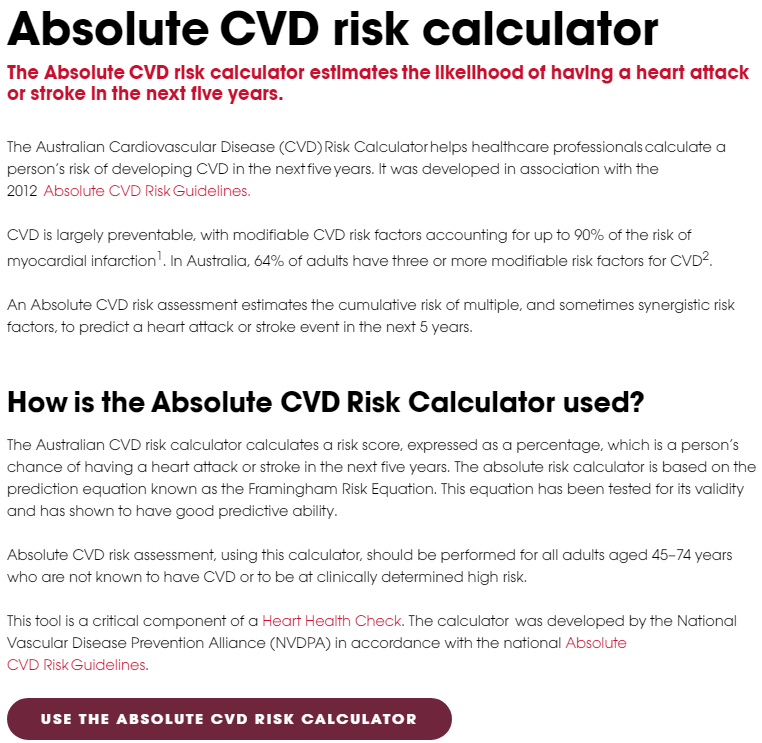 Absolute CVD risk calculator
The Absolute CVD risk calculator estimates the likelihood of having a heart attack
or stroke in the next five years.
The Australian Cardiovascular Disease (CVD) Risk Calculator helps healthcare professionals calculate a
person’s risk of developing CVD in the next five years. It was developed in association with the
2012 Absolute CVD Risk Guidelines.
CVD is largely preventable, with modifiable CVD risk factors accounting for up to 90% of the risk of
myocardial infarction¹. In Australia, 64% of adults have three or more modifiable risk factors for CVD².
An Absolute CVD risk assessment estimates the cumulative risk of multiple, and sometimes synergistic risk
factors, to predict a heart attack or stroke event in the next 5 years.
How is the Absolute CVD Risk Calculator used?
The Australian CVD risk calculator calculates a risk score, expressed as a percentage, which is a person’s
chance of having a heart attack or stroke in the next five years. The absolute risk calculator is based on the
prediction equation known as the Framingham Risk Equation. This equation has been tested for its validity
and has shown to have good predictive ability.
Absolute CVD risk assessment, using this calculator, should be performed for all adults aged 45–74 years
who are not known to have CVD or to be at clinically determined high risk.
This tool is a critical component of a Heart Health Check. The calculator was developed by the National
Vascular Disease Prevention Alliance (NVDPA) in accordance with the national Absolute
CVD Risk Guidelines.
USE THE ABSOLUTE CVD RISK CALCULATOR